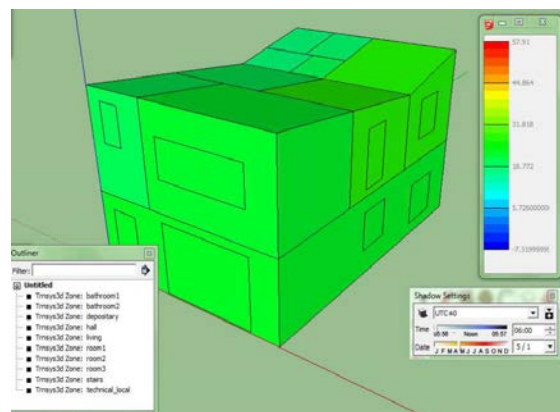 57.91
44.864
31.818
18.772
5.72600000
-7.3199999
Outliner
Filter:
Untitled
Trnsys3d Zone: bathroom1
Trnsys3d Zone: bathroom2
Trnsys3d Zone: depositary
Trnsys3d Zone: hall
Trnsys3d Zone: living
Trnsys3d Zone: room1
Trnsys3d Zone: room2
Trnsys3d Zone: room3
Trnsys3d Zone: stairs
Trnsys3d Zone: technical_local
Shadow Settings
UTC+0
Time Noon 06:00
Date J F M A M J J A S O N D 5/1